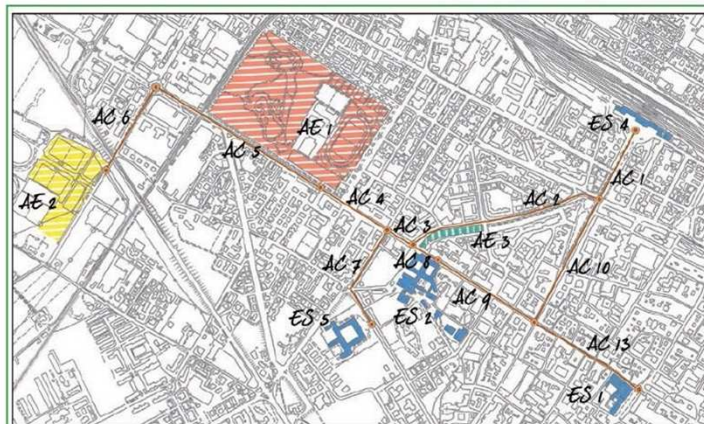 ES 4
AE 1
AC 6
AC 5
AE 2
AC 4
AC 1
AC 2
AC 3
AE 3
AC 8
AC 7
AC 10
AC 9
ES 5
ES 2
AC 13
ES 1